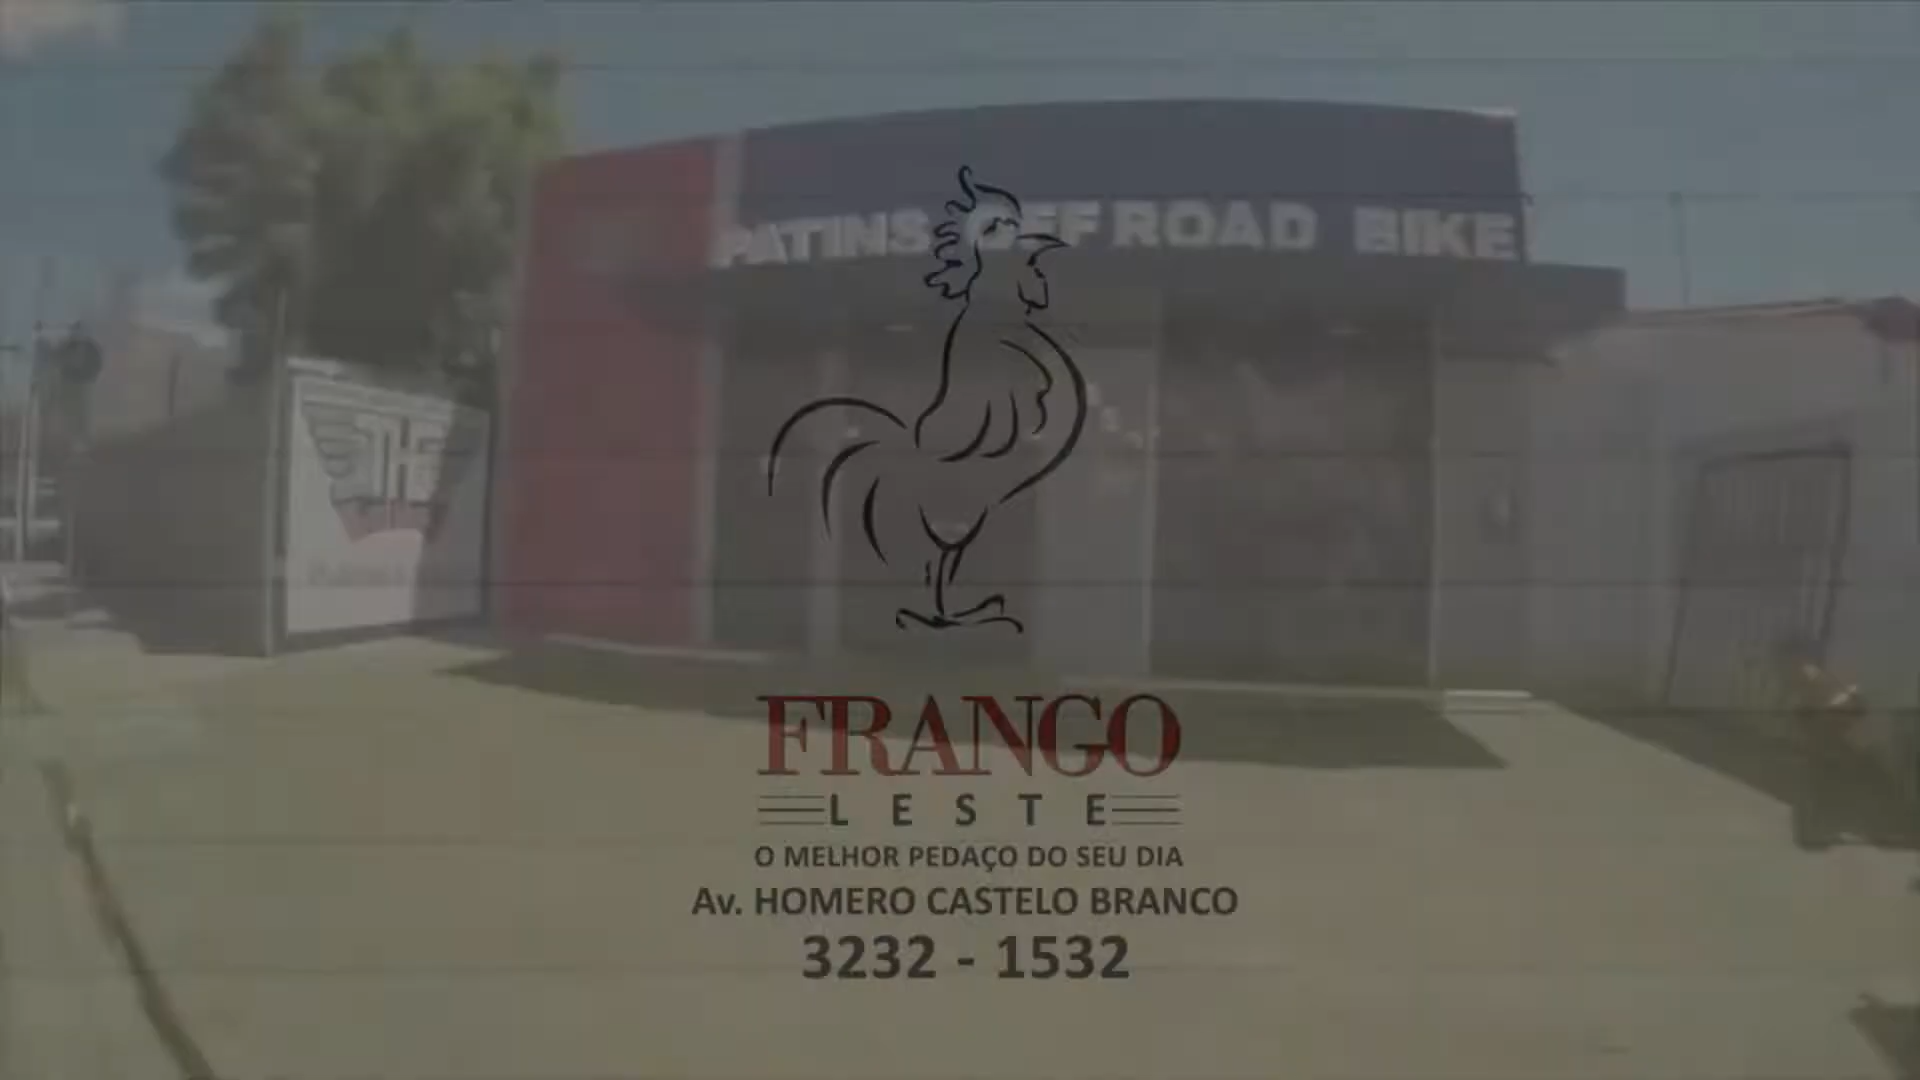 PATINS OFF ROAD BIKE
FRANGO
LESTE
O MELHOR PEDAÇO DO SEU DIA
Av. HOMERO CASTELO BRANCO
3232 - 1532